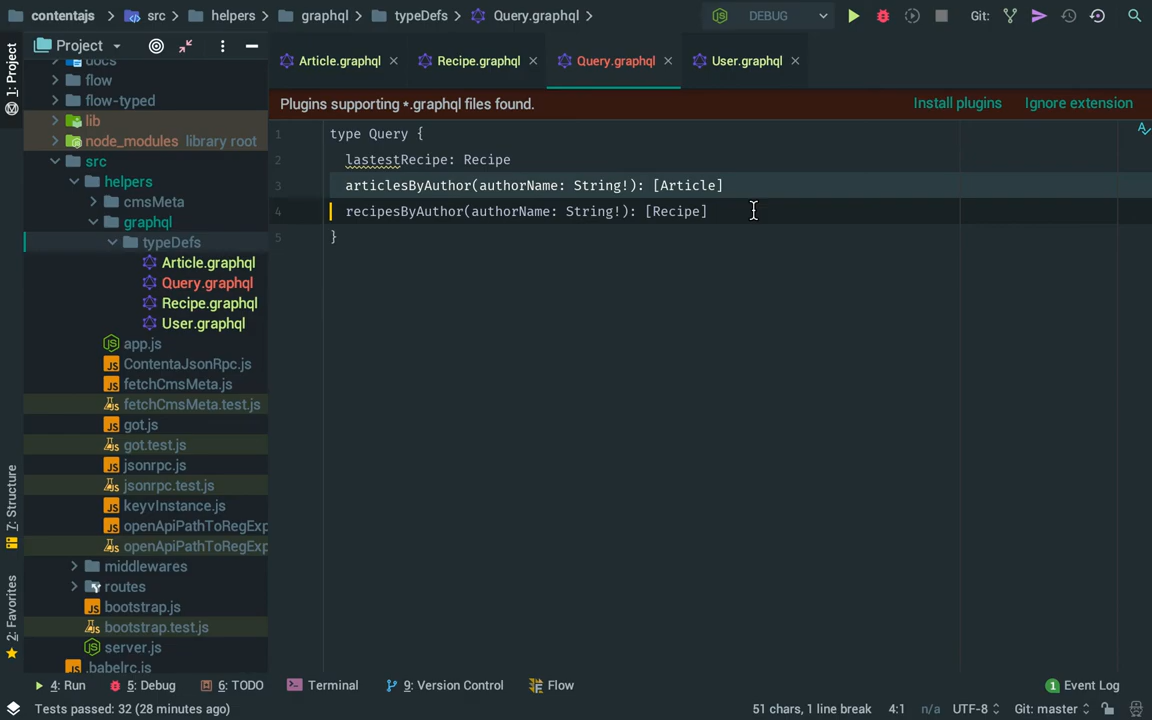 contentajs
src
helpers
graphql
typeDefs
Query.graphql
DEBUG
Git:
Project
Article.graphql
Recipe.graphql
Query.graphql
User.graphql
Plugins supporting *.graphql files found.
Install plugins
Ignore extension
1: Project
7: Structure
2: Favorites
docs
flow
flow-typed
lib
node_modules library root
src
helpers
cmsMeta
graphql
typeDefs
Article.graphql
Query.graphql
Recipe.graphql
User.graphql
app.js
ContentaJsonRpc.js
fetchCmsMeta.js
fetchCmsMeta.test.js
got.js
got.test.js
jsonrpc.js
jsonrpc.test.js
keyvInstance.js
openApiPathToRegExp
openApiPathToRegExp
middlewares
routes
bootstrap.js
bootstrap.test.js
server.js
.babelrc.js
1 type Query {
2 lastestRecipe: Recipe
3 articlesByAuthor(authorName: String!): [Article]
4 recipesByAuthor(authorName: String!): [Recipe]
5 }
4: Run
5: Debug
6: TODO
Terminal
9: Version Control
Flow
1 Event Log
Tests passed: 32 (28 minutes ago)
51 chars, 1 line break
4:1
n/a
UTF-8
Git: master